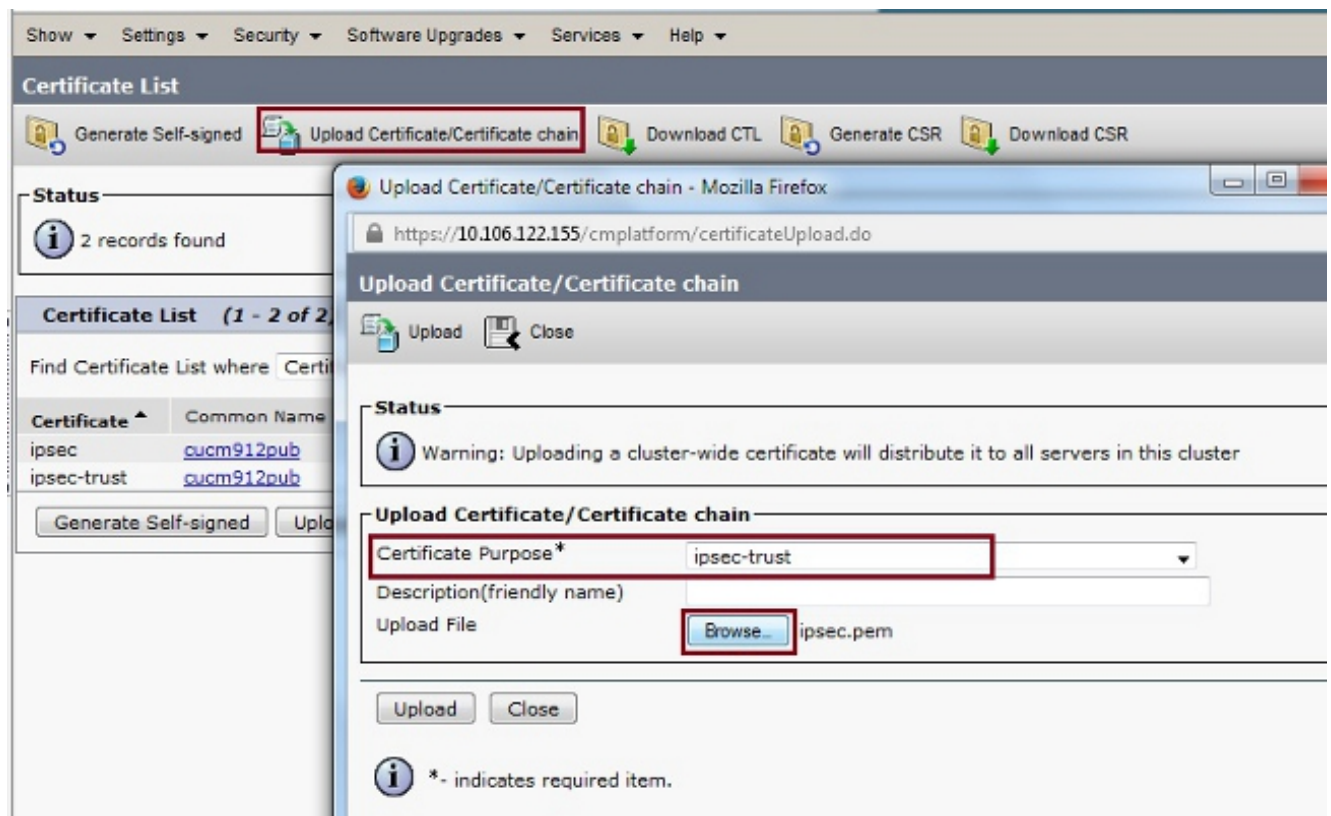 Show Settings Security Software Upgrades Services Help
Certificate List
Generate Self-signed Upload Certificate/Certificate chain Download CTL Generate CSR Download CSR
Status
2 records found
Certificate List (1 - 2 of 2)
Find Certificate List where
Certificate Common Name
ipsec cucm912pub
ipsec-trust cucm912pub
Generate Self-signed
Upload Certificate/Certificate chain - Mozilla Firefox
https://10.106.122.155/cmplatform/certificateUpload.do
Upload Certificate/Certificate chain
Upload Close
Status
Warning: Uploading a cluster-wide certificate will distribute it to all servers in this cluster
Upload Certificate/Certificate chain
Certificate Purpose* ipsec-trust
Description(friendly name)
Upload File Browse... ipsec.pem
Upload Close
*- indicates required item.